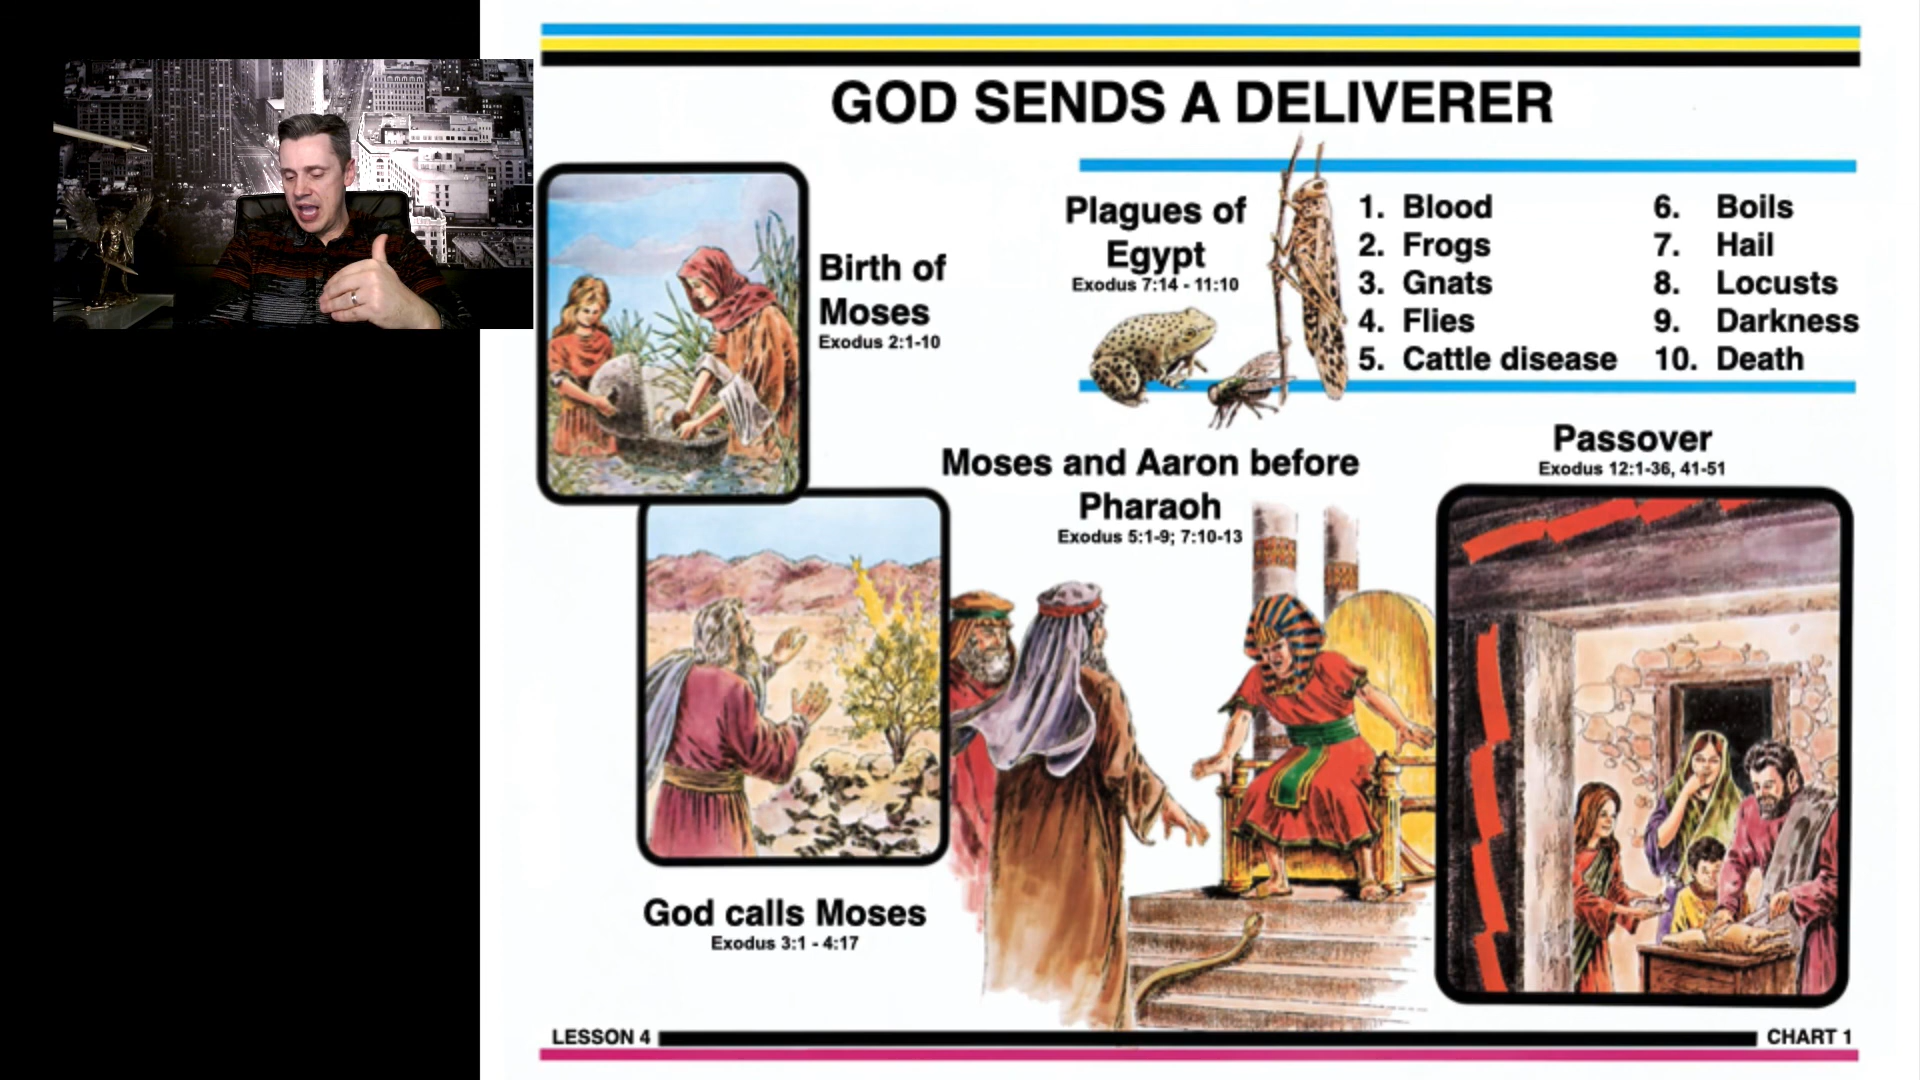 GOD SENDS A DELIVERER
Birth of
Moses
Exodus 2:1-10
Plagues of
Egypt
Exodus 7:14 - 11:10
1. Blood
2. Frogs
3. Gnats
4. Flies
5. Cattle disease
6. Boils
7. Hail
8. Locusts
9. Darkness
10. Death
Moses and Aaron before
Pharaoh
Exodus 5:1-9; 7:10-13
Passover
Exodus 12:1-36, 41-51
God calls Moses
Exodus 3:1 - 4:17
LESSON 4
CHART 1